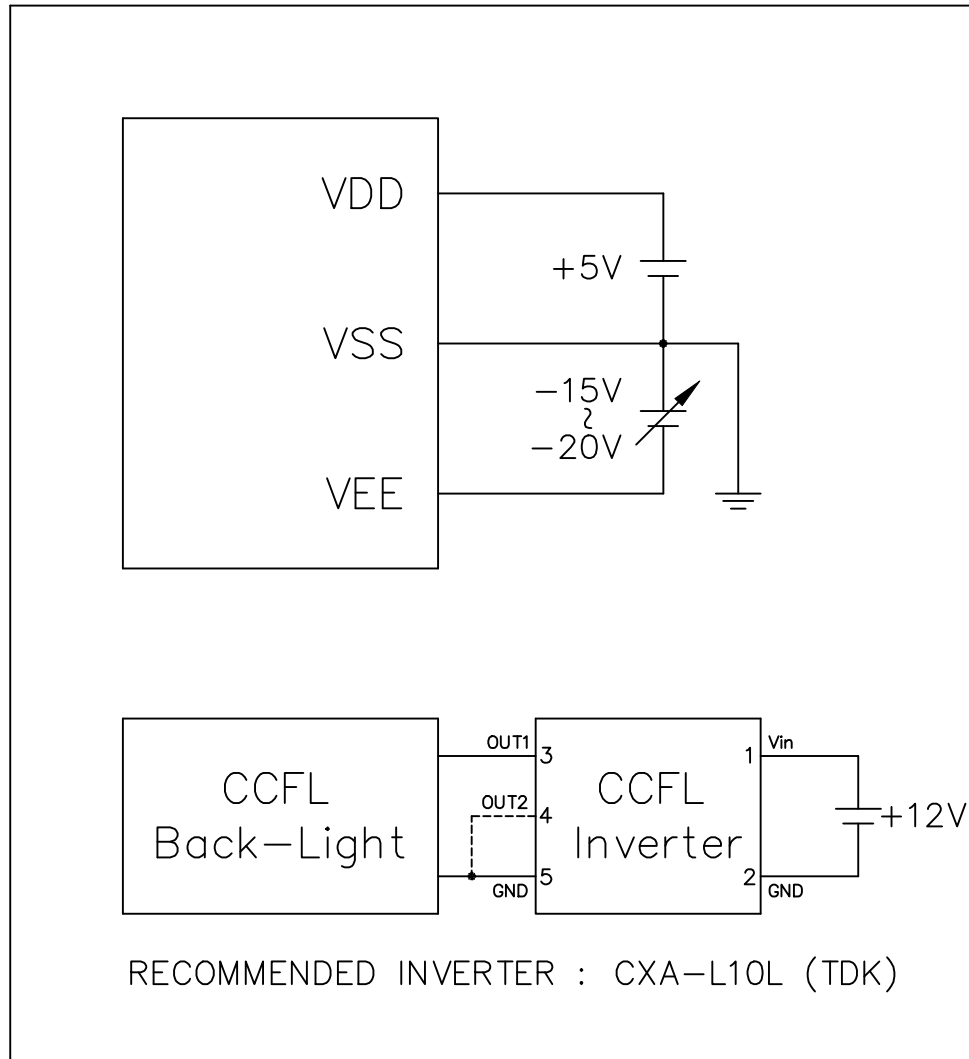 VDD
+5V
VSS
-15V
~
-20V
VEE
CCFL
Back-Light
OUT1
OUT2
GND
3
4
5
CCFL
Inverter
1
2
Vin
GND
+12V
RECOMMENDED INVERTER : CXA-L10L (TDK)